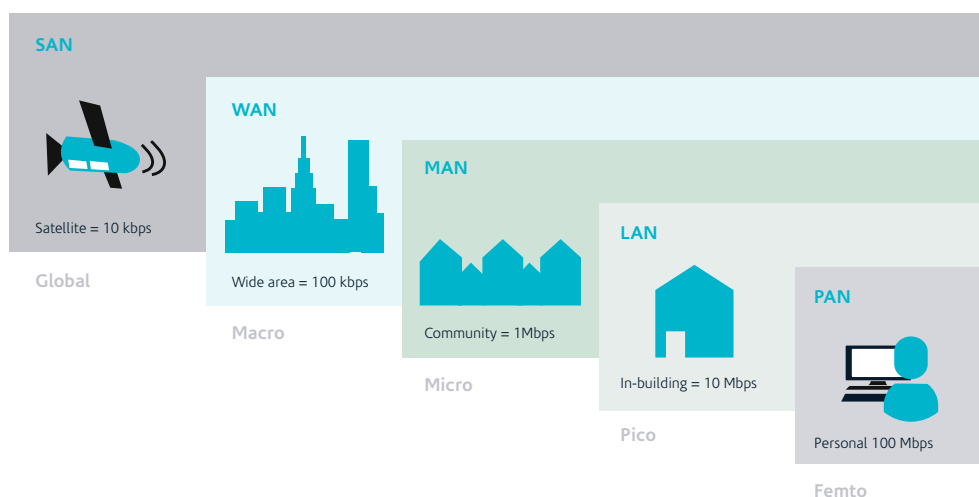 SAN
Satellite = 10 kbps
Global
WAN
Wide area = 100 kbps
Macro
MAN
Community = 1Mbps
Micro
LAN
In-building = 10 Mbps
Pico
PAN
Personal 100 Mbps
Femto